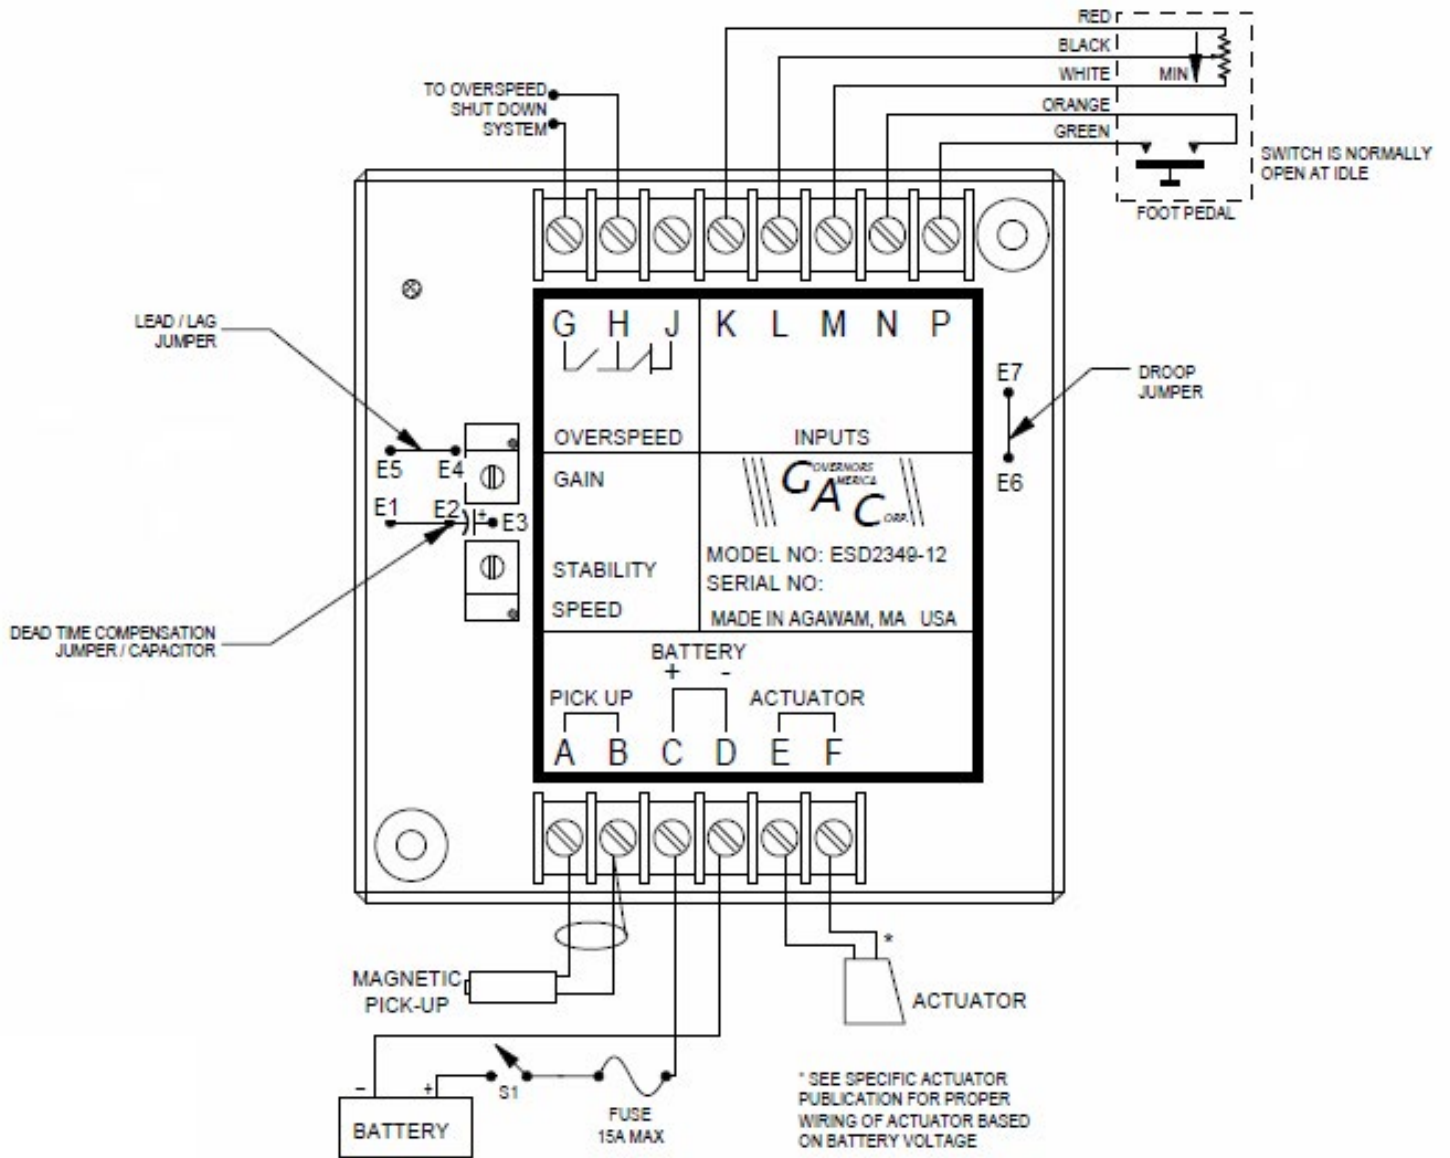 RED
BLACK
WHITE
MIN
ORANGE
GREEN
TO OVERSPEED
SHUT DOWN
SYSTEM
SWITCH IS NORMALLY
OPEN AT IDLE
FOOT PEDAL
LEAD / LAG
JUMPER
G H J K L M N P
OVERSPEED
INPUTS
E7
DROOP
JUMPER
E6
E5 E4
E1 E2 + E3
GAIN
GOVERNORS
AMERICA
CORP.
STABILITY
SPEED
MODEL NO: ESD2349-12
SERIAL NO:
MADE IN AGAWAM, MA USA
DEAD TIME COMPENSATION
JUMPER / CAPACITOR
BATTERY
+ -
PICK UP
ACTUATOR
A B C D E F
MAGNETIC
PICK-UP
*
ACTUATOR
- +
BATTERY
S1
FUSE
15A MAX
* SEE SPECIFIC ACTUATOR
PUBLICATION FOR PROPER
WIRING OF ACTUATOR BASED
ON BATTERY VOLTAGE